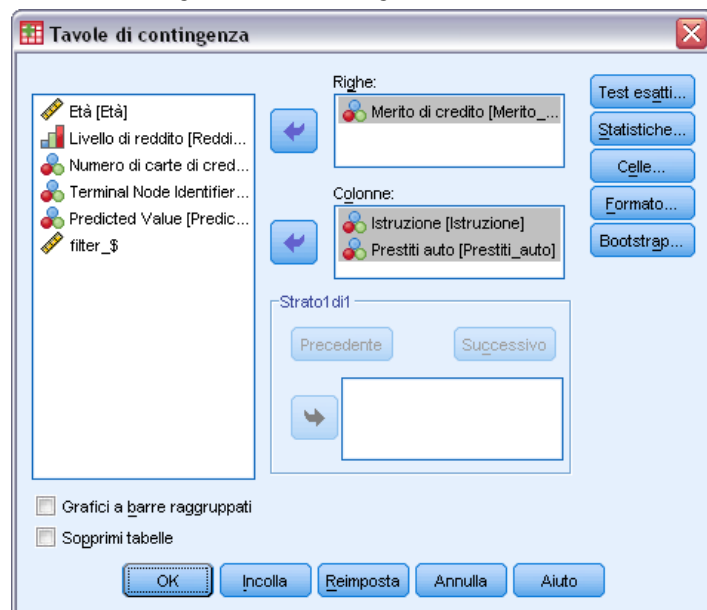 Tavole di contingenza
Età [Età]
Livello di reddito [Reddi...
Numero di carte di cred...
Terminal Node Identifier...
Predicted Value [Predic...
filter_$
Righe:
Merito di credito [Merito_...
Colonne:
Istruzione [Istruzione]
Prestiti auto [Prestiti_auto]
Strato1di1
Precedente
Successivo
Test esatti...
Statistiche...
Celle...
Formato...
Bootstrap...
Grafici a barre raggruppati
Sopprimi tabelle
OK
Incolla
Reimposta
Annulla
Aiuto